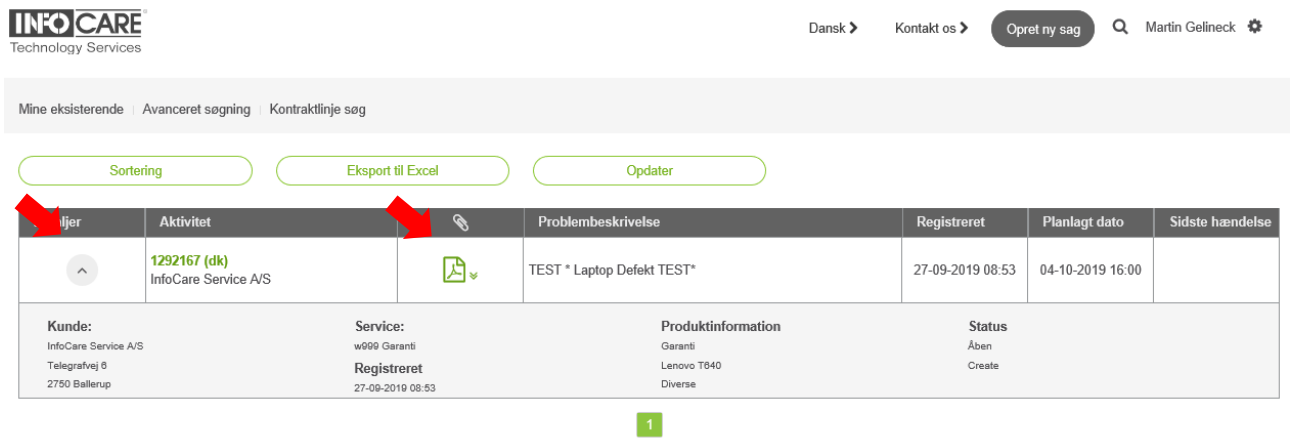 INFOCARE®
Technology Services
Dansk
Kontakt os
Opret ny sag
Martin Gelineck
Mine eksisterende
Avanceret søgning
Kontraktlinje søg
Sortering
Eksport til Excel
Opdater
ljer Aktivitet Problembeskrivelse Registreret Planlagt dato Sidste hændelse
1292167 (dk)
InfoCare Service A/S
TEST * Laptop Defekt TEST*
27-09-2019 08:53
04-10-2019 16:00
Kunde:
InfoCare Service A/S
Telegrafvej 6
2750 Ballerup
Service:
w999 Garanti
Registreret
27-09-2019 08:53
Produktinformation
Garanti
Lenovo T640
Diverse
Status
Åben
Create
1